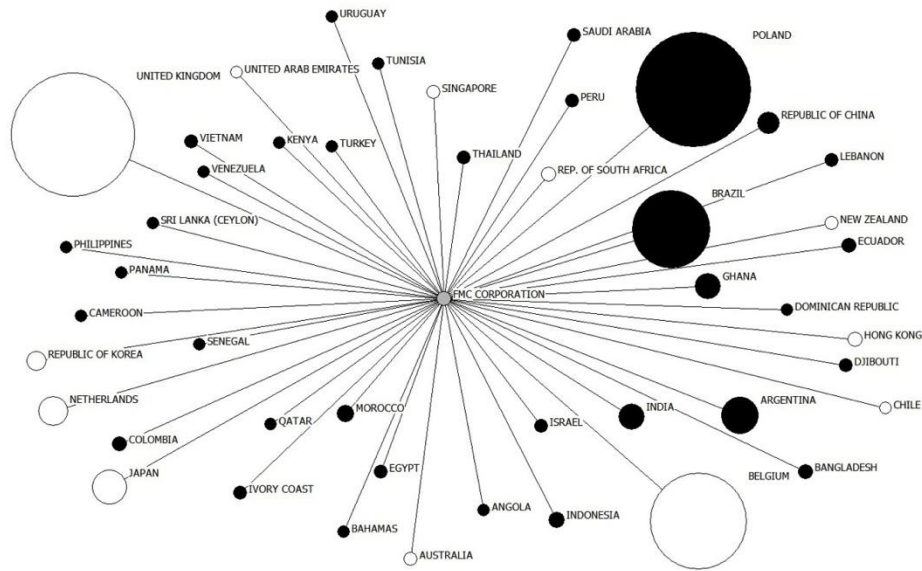 URUGUAY
SAUDI ARABIA
POLAND
TUNISIA
UNITED KINGDOM
UNITED ARAB EMIRATES
SINGAPORE
PERU
REPUBLIC OF CHINA
VIETNAM
KENYA
TURKEY
THAILAND
LEBANON
VENEZUELA
REP. OF SOUTH AFRICA
BRAZIL
SRI LANKA (CEYLON)
NEW ZEALAND
PHILIPPINES
ECUADOR
PANAMA
GHANA
FMC CORPORATION
DOMINICAN REPUBLIC
CAMEROON
HONG KONG
SENEGAL
REPUBLIC OF KOREA
DJIBOUTI
NETHERLANDS
ARGENTINA
CHILE
MOROCCO
INDIA
QATAR
ISRAEL
COLOMBIA
JAPAN
EGYPT
BELGIUM
BANGLADESH
IVORY COAST
ANGOLA
INDONESIA
BAHAMAS
AUSTRALIA